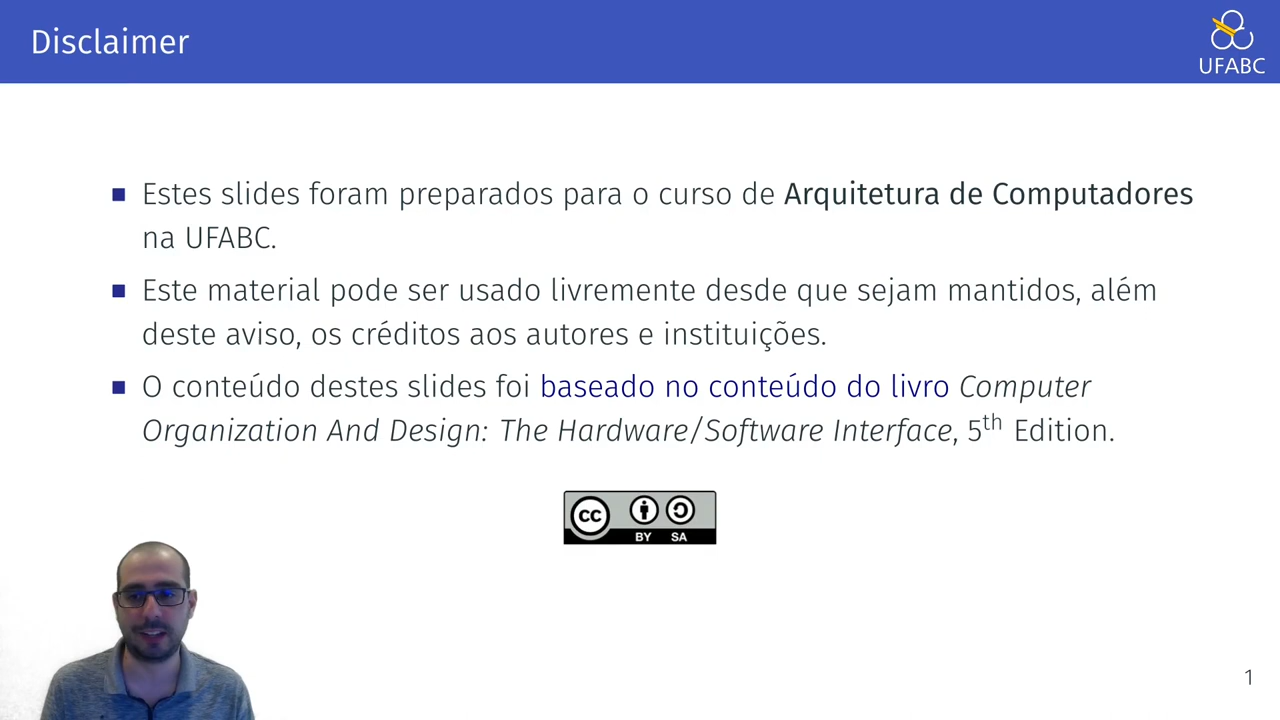 Disclaimer
UFABC
Estes slides foram preparados para o curso de Arquitetura de Computadores
na UFABC.
Este material pode ser usado livremente desde que sejam mantidos, além
deste aviso, os créditos aos autores e instituições.
O conteúdo destes slides foi baseado no conteúdo do livro Computer
Organization And Design: The Hardware/Software Interface, 5th Edition.
CC
BY SA
1